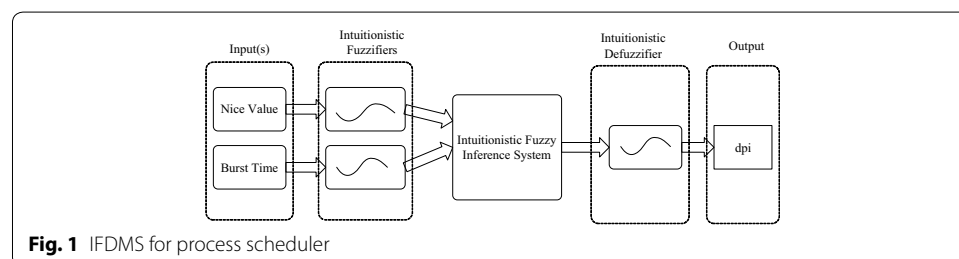 Input(s)
Intuitionistic
Fuzzifiers
Intuitionistic
Defuzzifier
Output
Nice Value
Burst Time
Intuitionistic Fuzzy
Inference System
dpi
Fig. 1 IFDMS for process scheduler